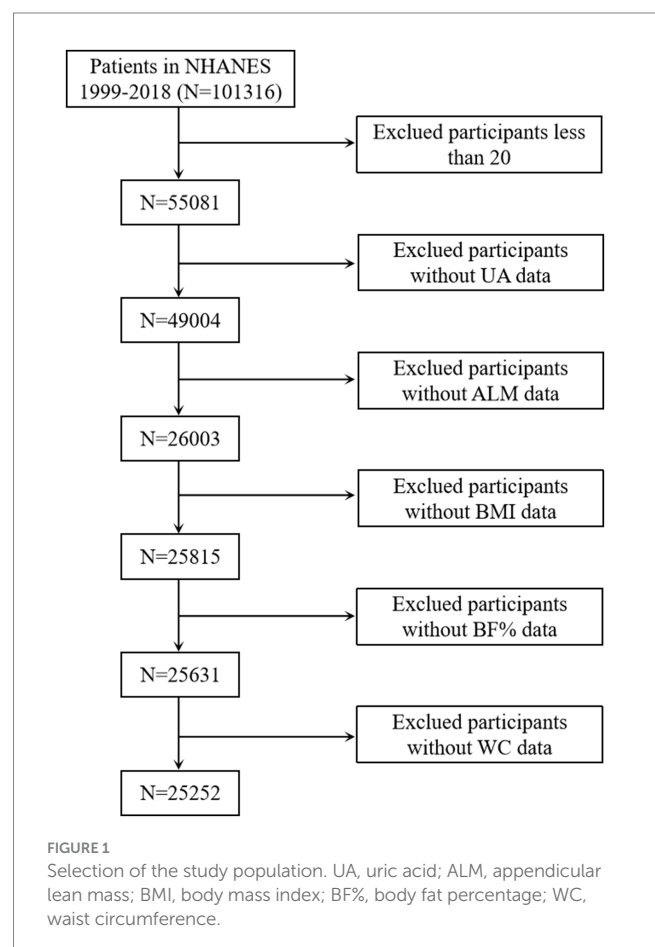 Patients in NHANES
1999-2018 (N=101316)
Exclued participants less
than 20
N=55081
Exclued participants
without UA data
N=49004
Exclued participants
without ALM data
N=26003
Exclued participants
without BMI data
N=25815
Exclued participants
without BF% data
N=25631
Exclued participants
without WC data
N=25252
FIGURE 1
Selection of the study population. UA, uric acid; ALM, appendicular
lean mass; BMI, body mass index; BF%, body fat percentage; WC,
waist circumference.